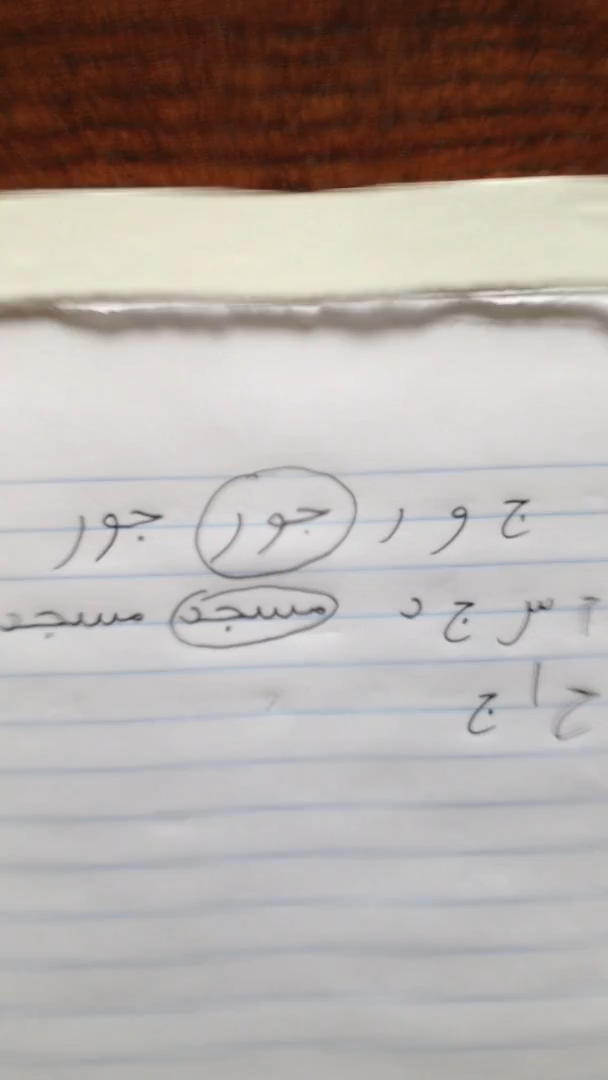 ج و ر جور جور
م س ج د مسجد مسجد
ح ا ج